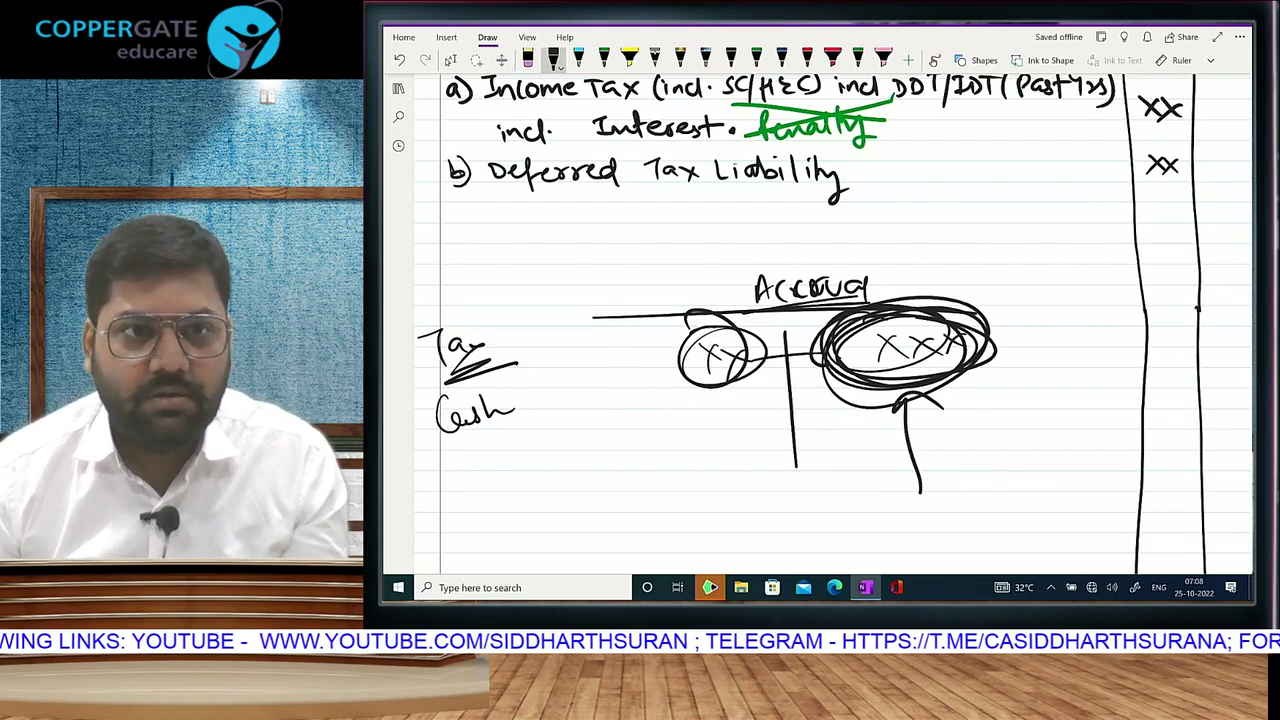 COPPERGATE
educare
Home Insert Draw View Help
Saved offline
Share
Shapes
Ink to Shape
Ink to Text
Ink to Math
Ruler
a) Income Tax (incl. SC/HEC) incl DDT/IDT (Past Yrs) XX
incl. Interest. Penalty
b) Deferred Tax Liability XX
Accrual
Tax XX XXX
Cash
Type here to search
32°C
ENG
07:08
25-10-2022
WING LINKS: YOUTUBE - WWW.YOUTUBE.COM/SIDDHARTHSURAN ; TELEGRAM - HTTPS://T.ME/CASIDDHARTHSURANA; FOR